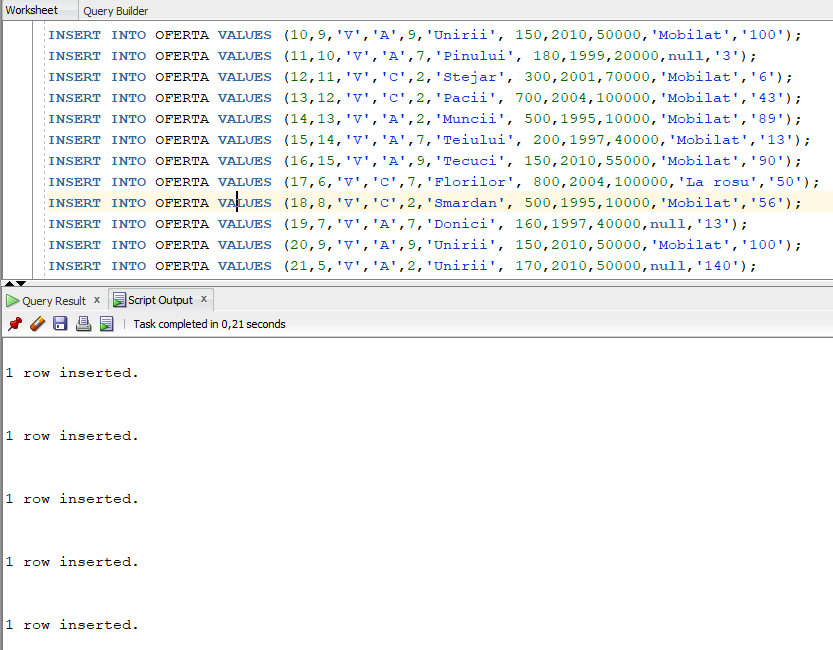 Worksheet Query Builder
INSERT INTO OFERTA VALUES (10,9,'V','A',9,'Unirii', 150,2010,50000,'Mobilat','100');
INSERT INTO OFERTA VALUES (11,10,'V','A',7,'Pinului', 180,1999,20000,null,'3');
INSERT INTO OFERTA VALUES (12,11,'V','C',2,'Stejar', 300,2001,70000,'Mobilat','6');
INSERT INTO OFERTA VALUES (13,12,'V','C',2,'Pacii', 700,2004,100000,'Mobilat','43');
INSERT INTO OFERTA VALUES (14,13,'V','A',2,'Muncii', 500,1995,10000,'Mobilat','89');
INSERT INTO OFERTA VALUES (15,14,'V','A',7,'Teiului', 200,1997,40000,'Mobilat','13');
INSERT INTO OFERTA VALUES (16,15,'V','A',9,'Tecuci', 150,2010,55000,'Mobilat','90');
INSERT INTO OFERTA VALUES (17,6,'V','C',7,'Florilor', 800,2004,100000,'La rosu','50');
INSERT INTO OFERTA VALUES (18,8,'V','C',2,'Smardan', 500,1995,10000,'Mobilat','56');
INSERT INTO OFERTA VALUES (19,7,'V','A',7,'Donici', 160,1997,40000,null,'13');
INSERT INTO OFERTA VALUES (20,9,'V','A',9,'Unirii', 150,2010,50000,'Mobilat','100');
INSERT INTO OFERTA VALUES (21,5,'V','A',2,'Unirii', 170,2010,50000,null,'140');
Query Result x Script Output x
Task completed in 0,21 seconds
1 row inserted.
1 row inserted.
1 row inserted.
1 row inserted.
1 row inserted.